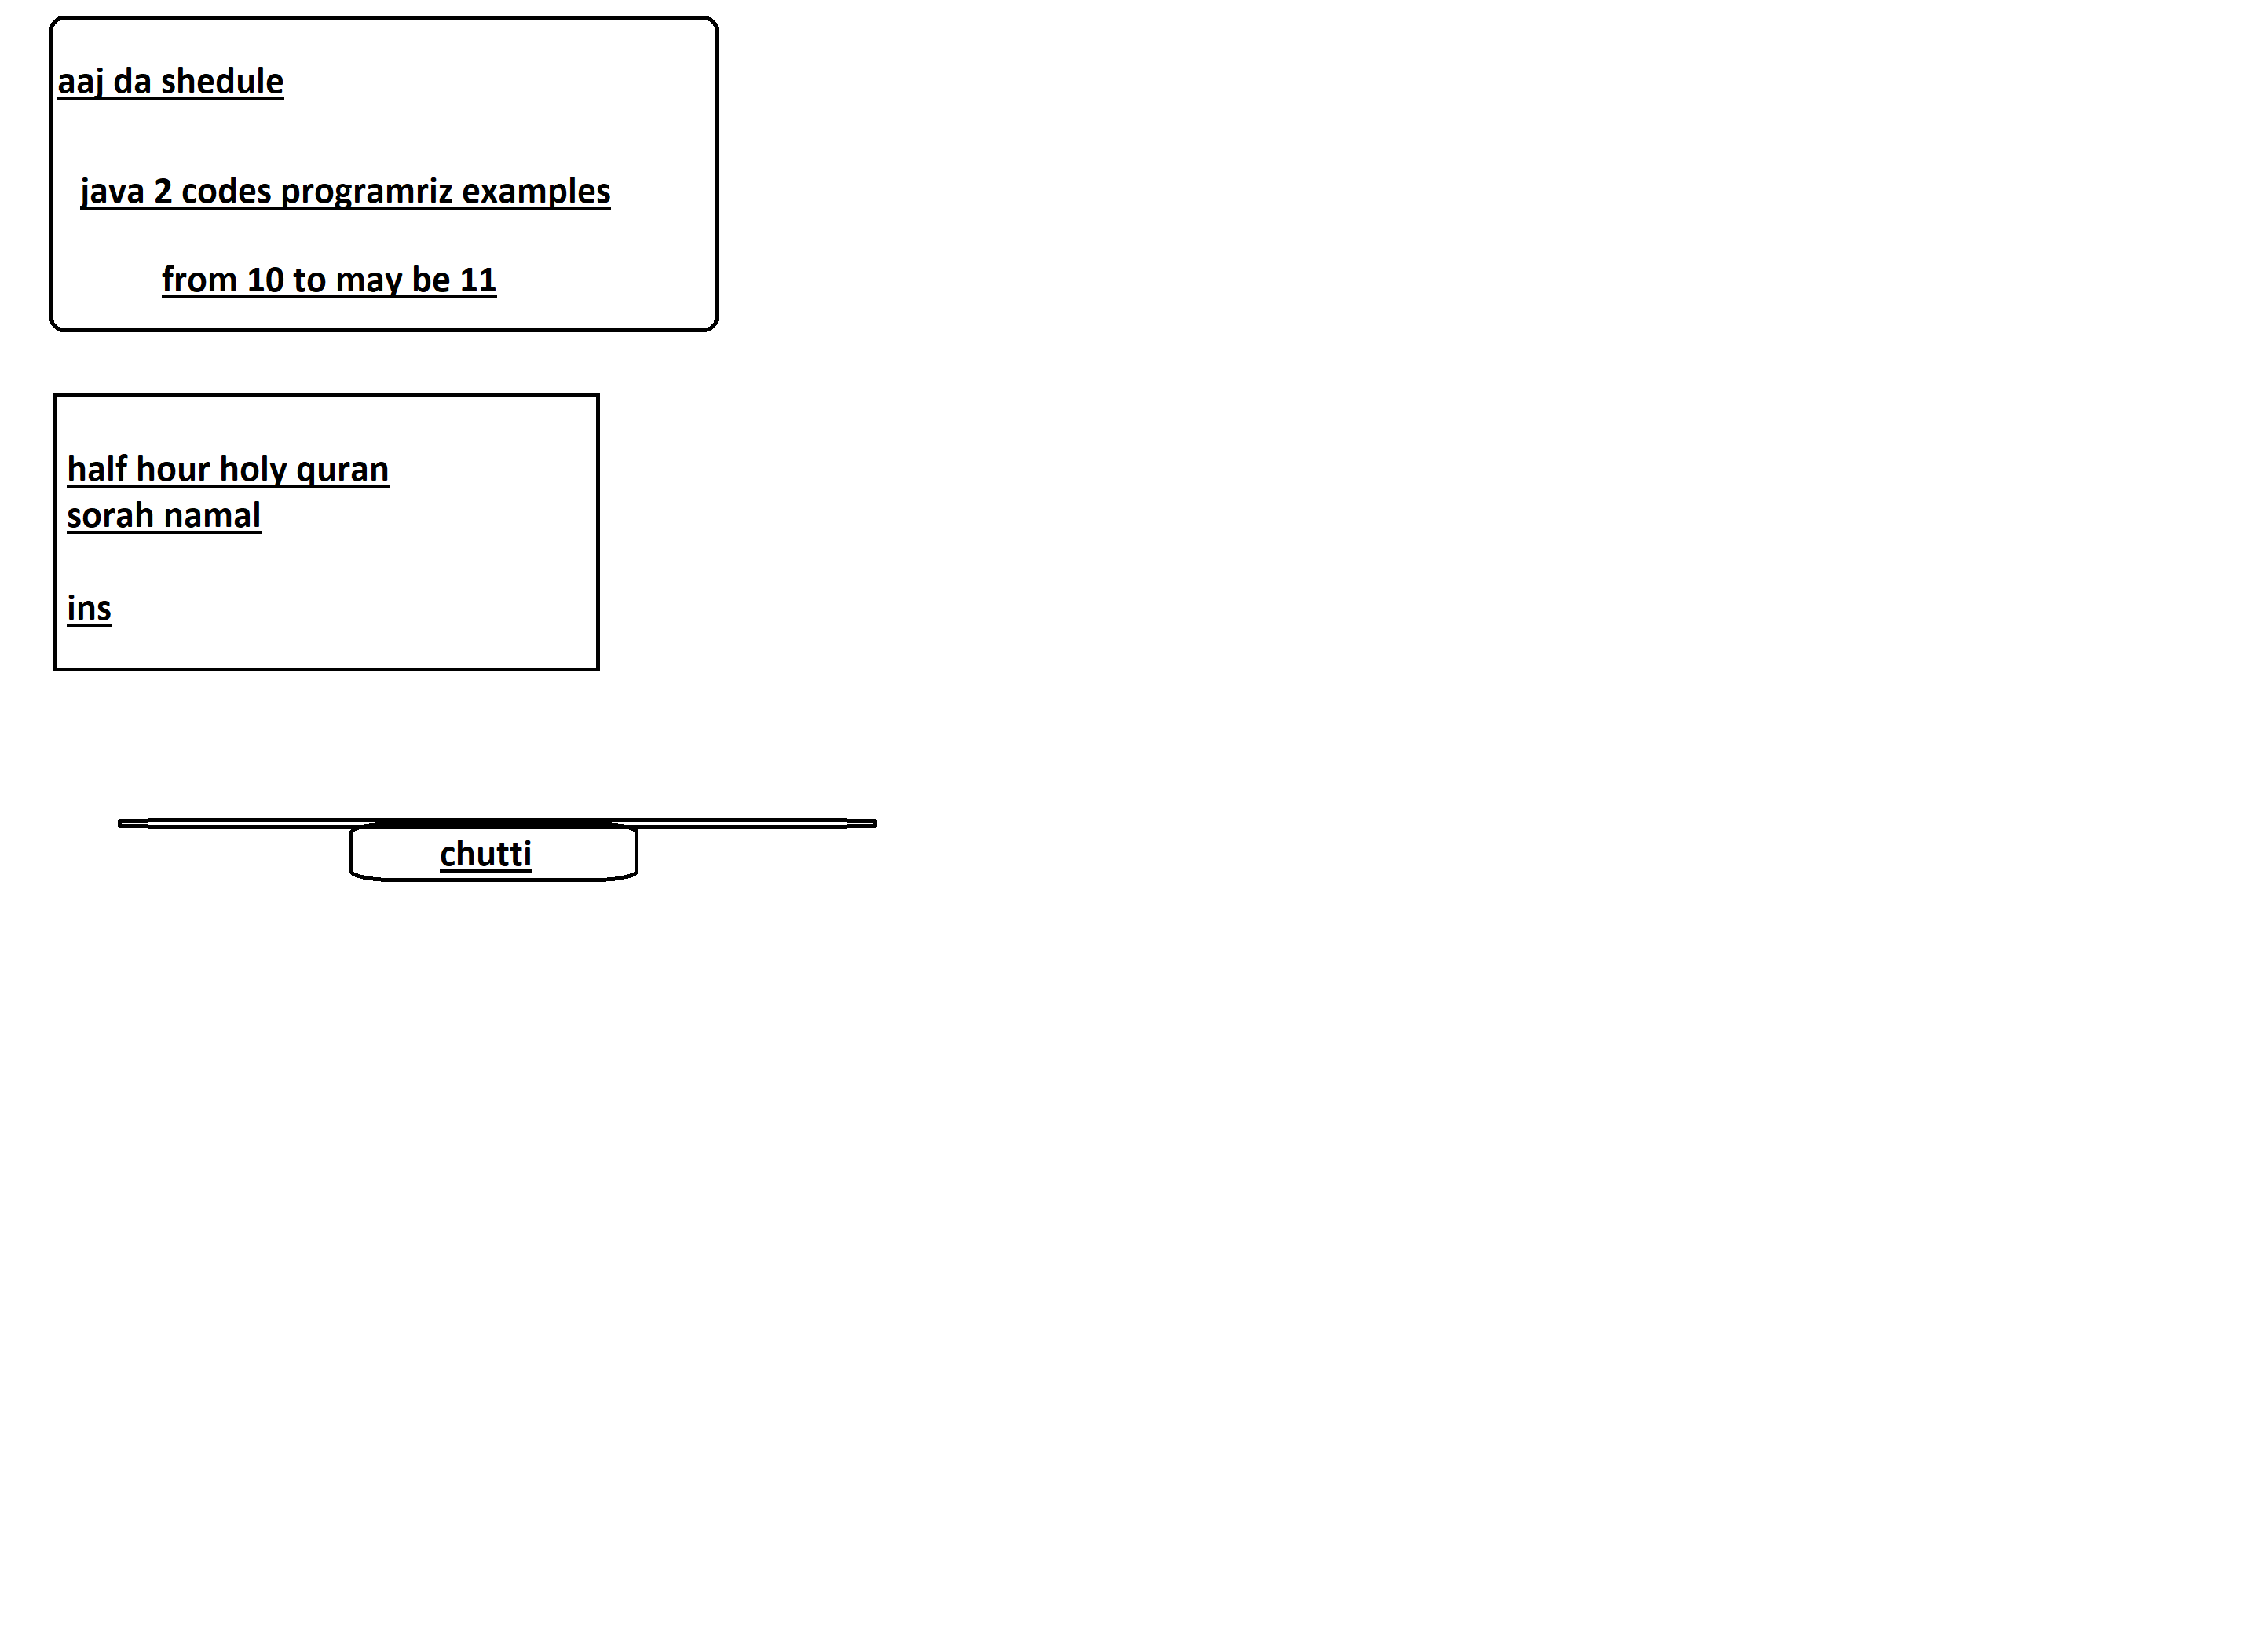 aaj da shedule
java 2 codes programriz examples
from 10 to may be 11
half hour holy quran
sorah namal
ins
chutti